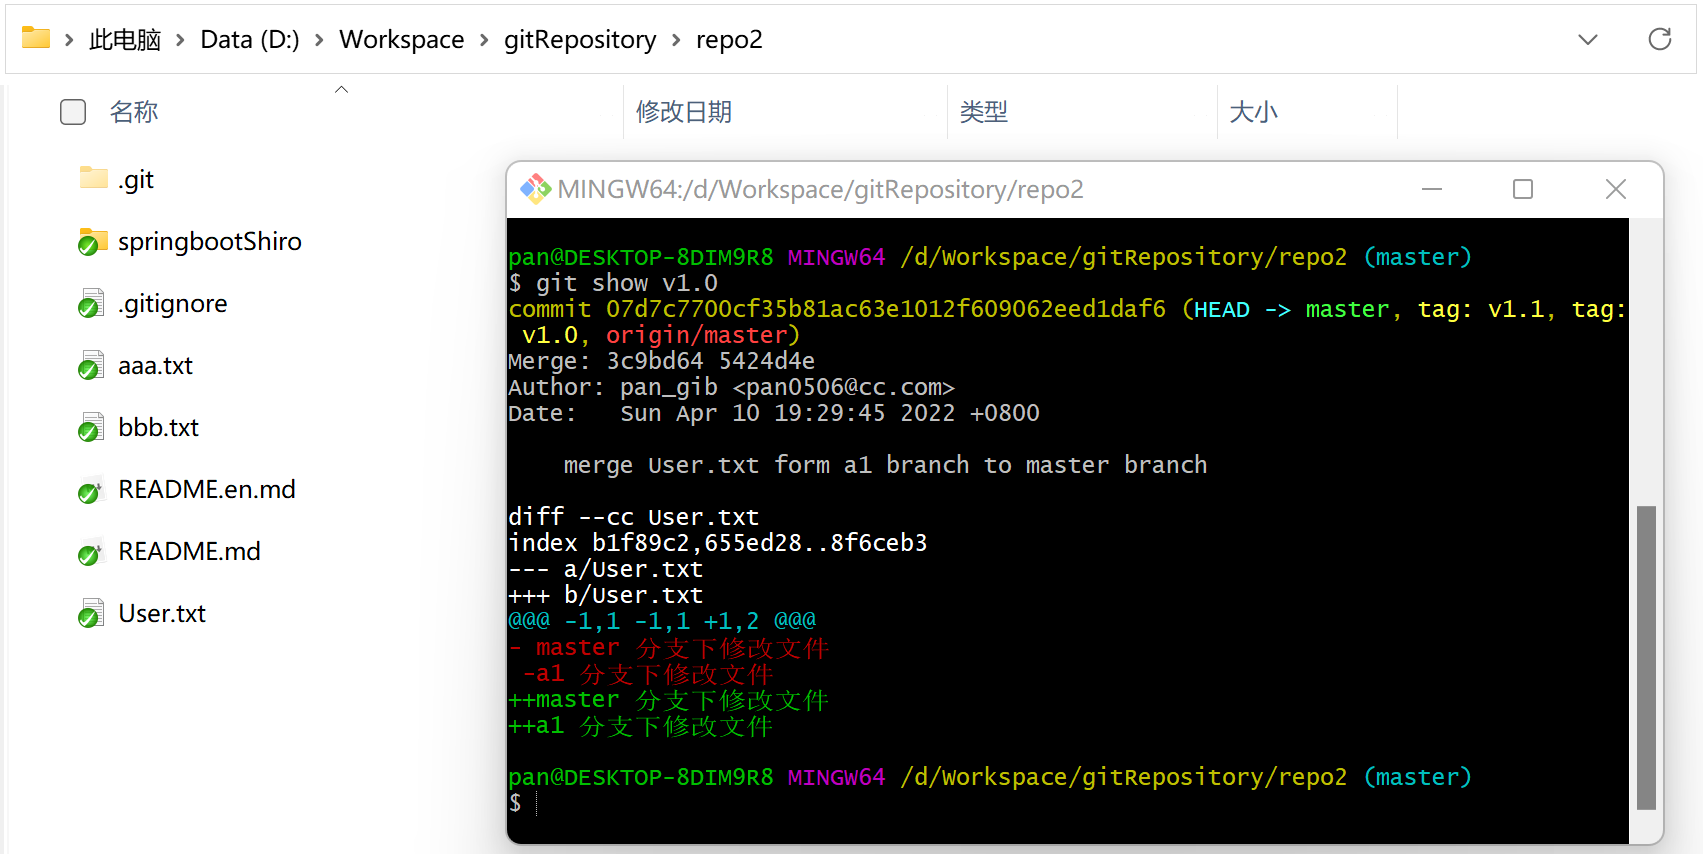 此电脑 > Data (D:) > Workspace > gitRepository > repo2
名称 修改日期 类型 大小
.git
springbootShiro
.gitignore
aaa.txt
bbb.txt
README.en.md
README.md
User.txt
MINGW64:/d/Workspace/gitRepository/repo2
pan@DESKTOP-8DIM9R8 MINGW64 /d/Workspace/gitRepository/repo2 (master)
$ git show v1.0
commit 07d7c7700cf35b81ac63e1012f609062eed1daf6 (HEAD -> master, tag: v1.1, tag:
v1.0, origin/master)
Merge: 3c9bd64 5424d4e
Author: pan_gib <pan0506@cc.com>
Date:   Sun Apr 10 19:29:45 2022 +0800
merge User.txt form a1 branch to master branch
diff --cc User.txt
index b1f89c2,655ed28..8f6ceb3
--- a/User.txt
+++ b/User.txt
@@@ -1,1 -1,1 +1,2 @@@
- master 分支下修改文件
 -a1 分支下修改文件
++master 分支下修改文件
++a1 分支下修改文件
pan@DESKTOP-8DIM9R8 MINGW64 /d/Workspace/gitRepository/repo2 (master)
$